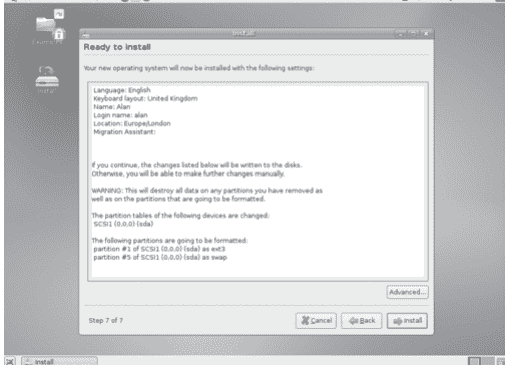 Examples
Install
Install
Ready to install
Your new operating system will now be installed with the following settings:
Language: English
Keyboard layout: United Kingdom
Name: Alan
Login name: alan
Location: Europe/London
Migration Assistant:
If you continue, the changes listed below will be written to the disks.
Otherwise, you will be able to make further changes manually.
WARNING: This will destroy all data on any partitions you have removed as
well as on the partitions that are going to be formatted.
The partition tables of the following devices are changed:
SCSI1 (0,0,0) (sda)
The following partitions are going to be formatted:
partition #1 of SCSI1 (0,0,0) (sda) as ext3
partition #5 of SCSI1 (0,0,0) (sda) as swap
Advanced...
Step 7 of 7
Cancel
Back
Install
Install